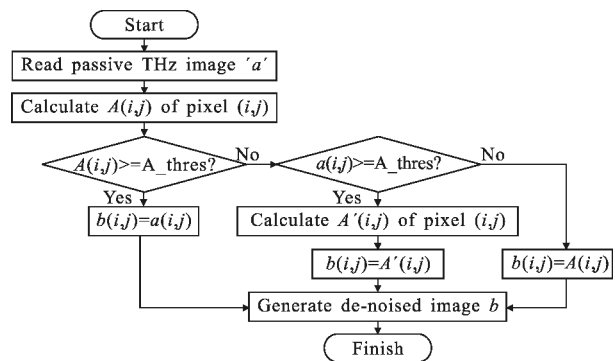 Start
Read passive THz image ′a′
Calculate A(i,j) of pixel (i,j)
A(i,j)>=A_thres?
No
a(i,j)>=A_thres?
No
Yes
Yes
b(i,j)=a(i,j)
Calculate A′(i,j) of pixel (i,j)
b(i,j)=A′(i,j)
b(i,j)=A(i,j)
Generate de-noised image b
Finish